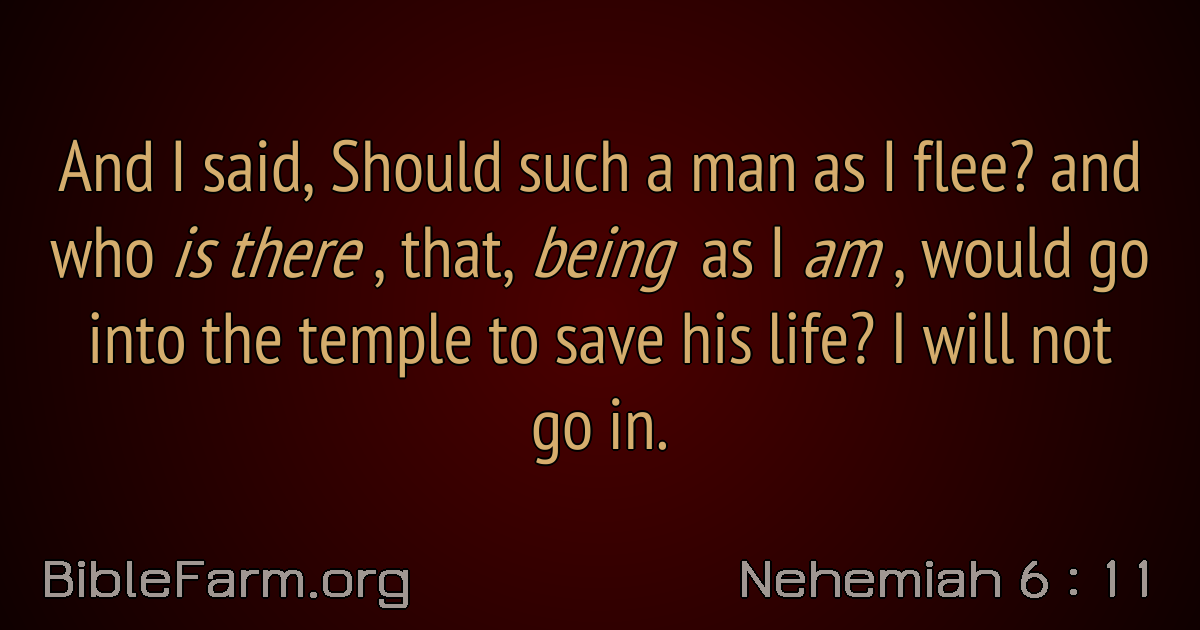 And I said, Should such a man as I flee? and
who is there , that, being as I am , would go
into the temple to save his life? I will not
go in.
BibleFarm.org
Nehemiah 6 : 11